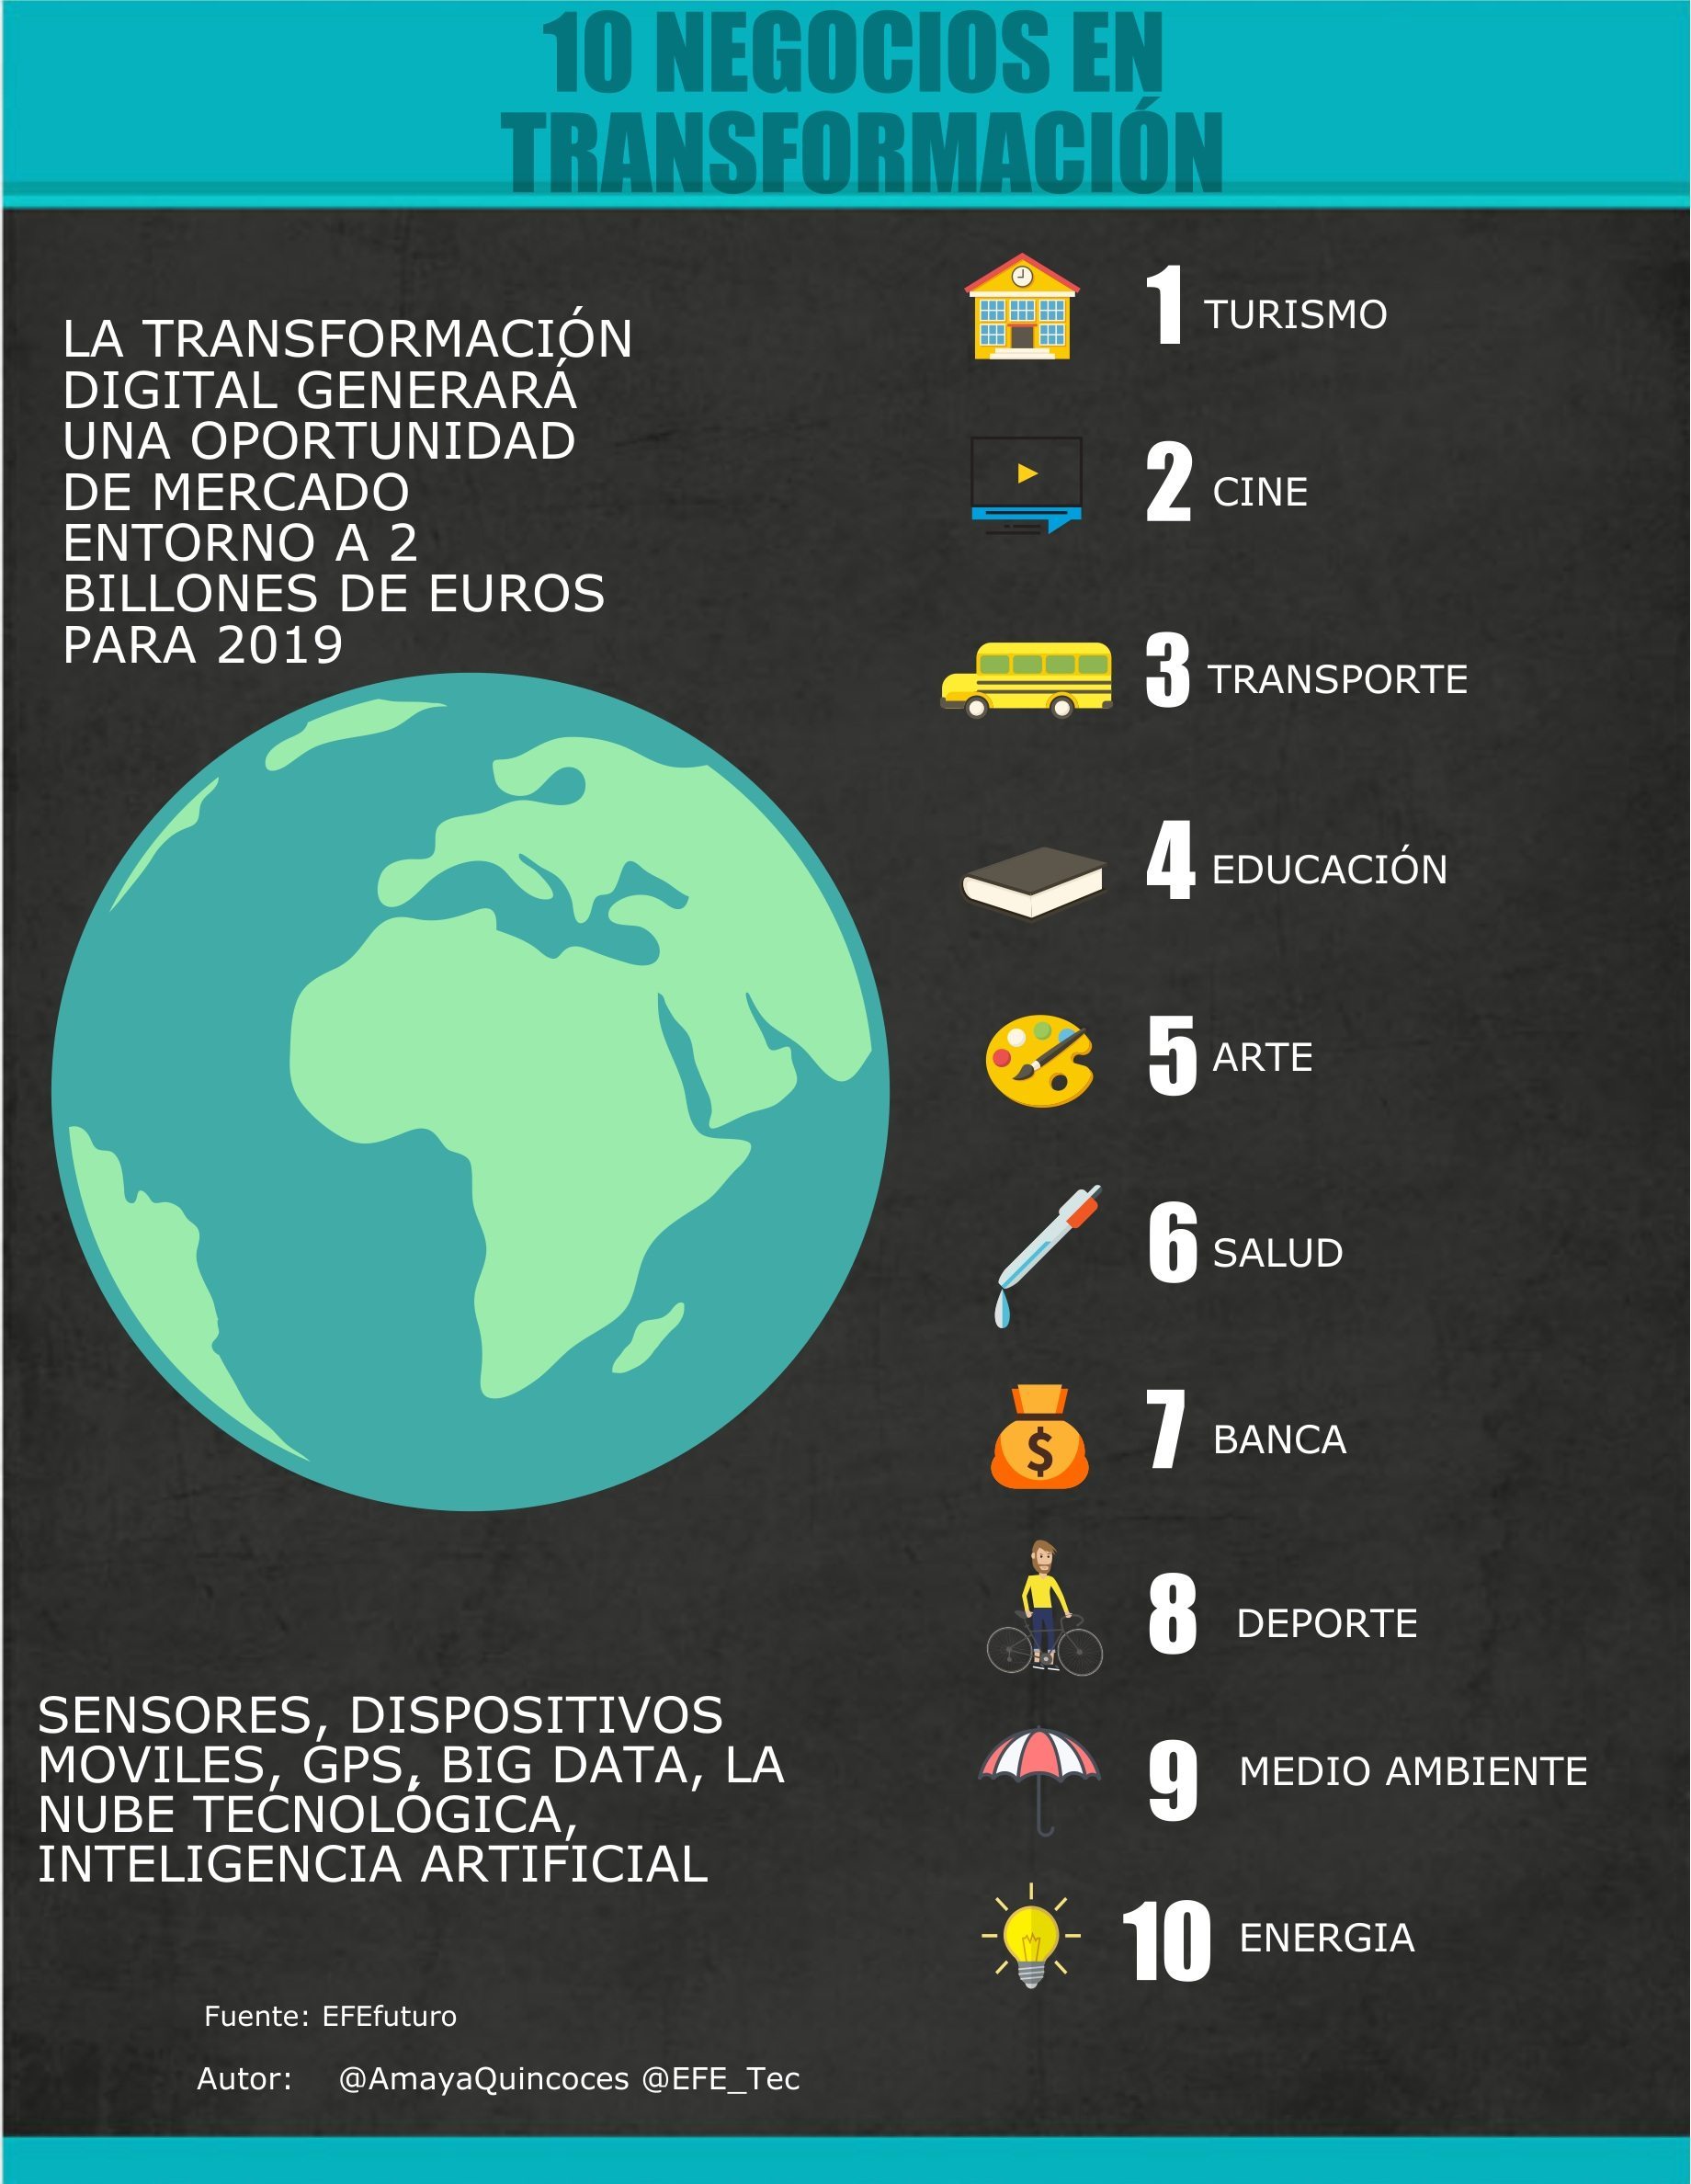 10 NEGOCIOS EN
TRANSFORMACIÓN
LA TRANSFORMACIÓN
DIGITAL GENERARÁ
UNA OPORTUNIDAD
DE MERCADO
ENTORNO A 2
BILLONES DE EUROS
PARA 2019
1 TURISMO
2 CINE
3 TRANSPORTE
4 EDUCACIÓN
5 ARTE
6 SALUD
$
7 BANCA
8 DEPORTE
9 MEDIO AMBIENTE
10 ENERGIA
SENSORES, DISPOSITIVOS
MOVILES, GPS, BIG DATA, LA
NUBE TECNOLÓGICA,
INTELIGENCIA ARTIFICIAL
Fuente: EFEfuturo
Autor: @AmayaQuincoces @EFE_Tec